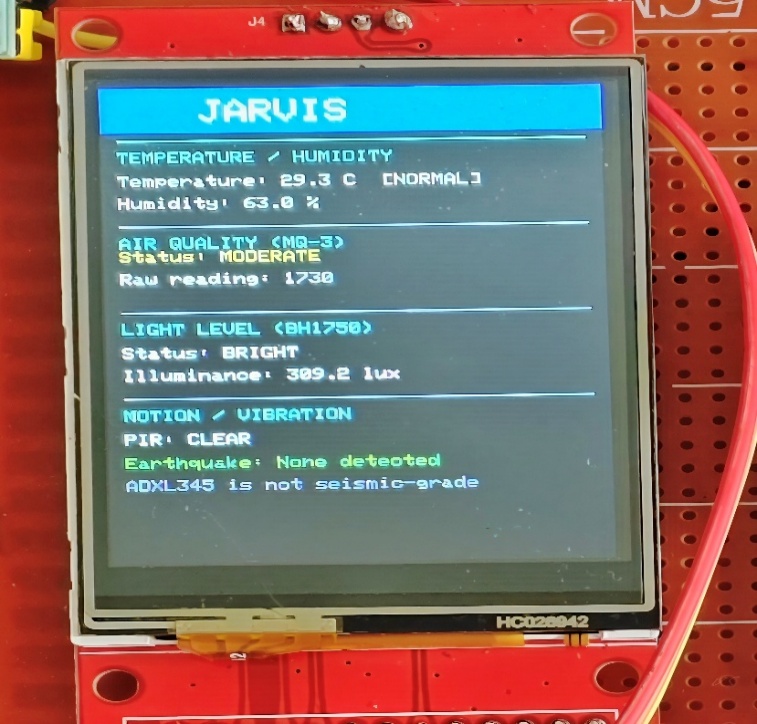 J4
JARVIS
TEMPERATURE / HUMIDITY
Temperature: 29.3 C [NORMAL]
Humidity: 63.0 %
AIR QUALITY (MQ-3)
Status: MODERATE
Raw reading: 1730
LIGHT LEVEL (BH1750)
Status: BRIGHT
Illuminance: 309.2 lux
MOTION / VIBRATION
PIR: CLEAR
Earthquake: None detected
ADXL345 is not seismic-grade
HC028942